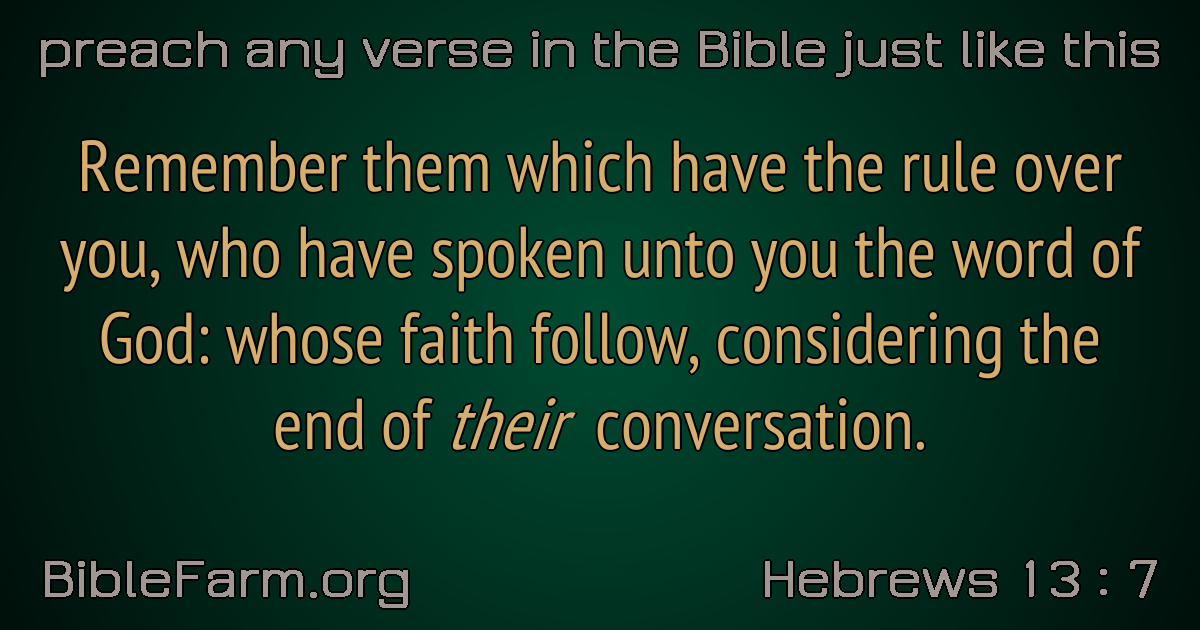 preach any verse in the Bible just like this
Remember them which have the rule over
you, who have spoken unto you the word of
God: whose faith follow, considering the
end of their conversation.
BibleFarm.org
Hebrews 13 : 7